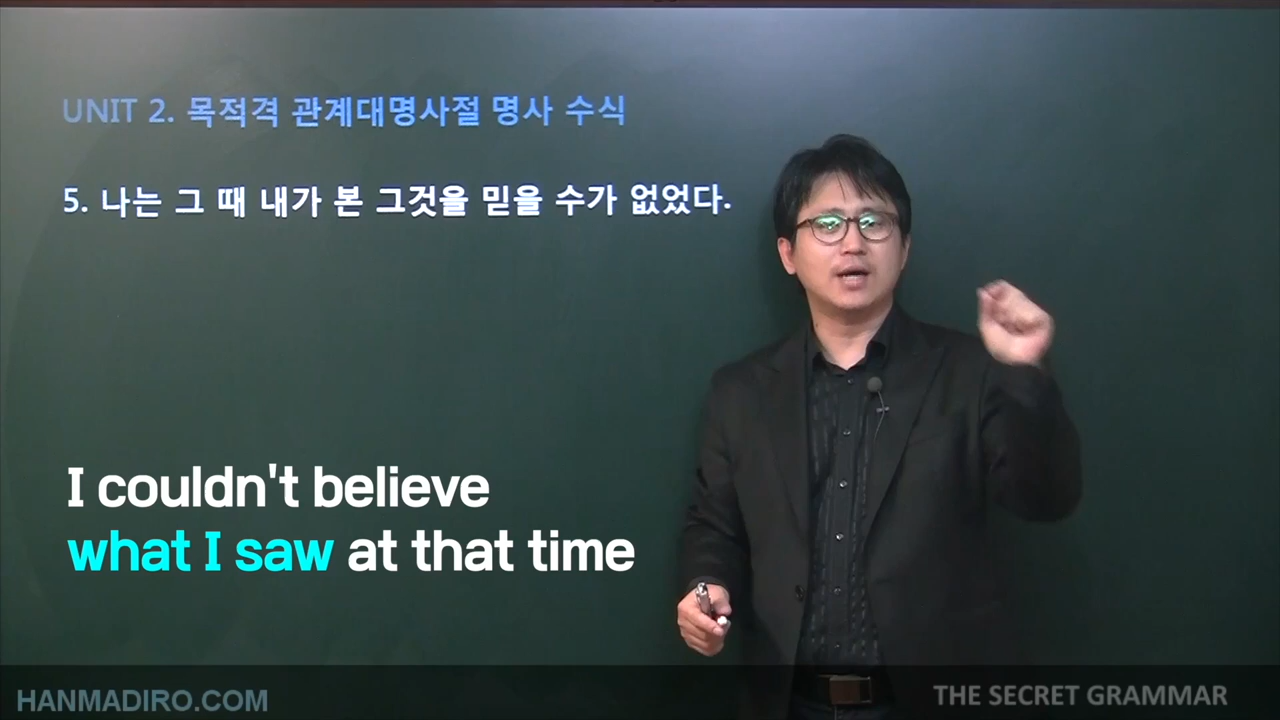 UNIT 2. 목적격 관계대명사절 명사 수식
5. 나는 그 때 내가 본 그것을 믿을 수가 없었다.
I couldn't believe
what I saw at that time
HANMADIRO.COM
THE SECRET GRAMMAR